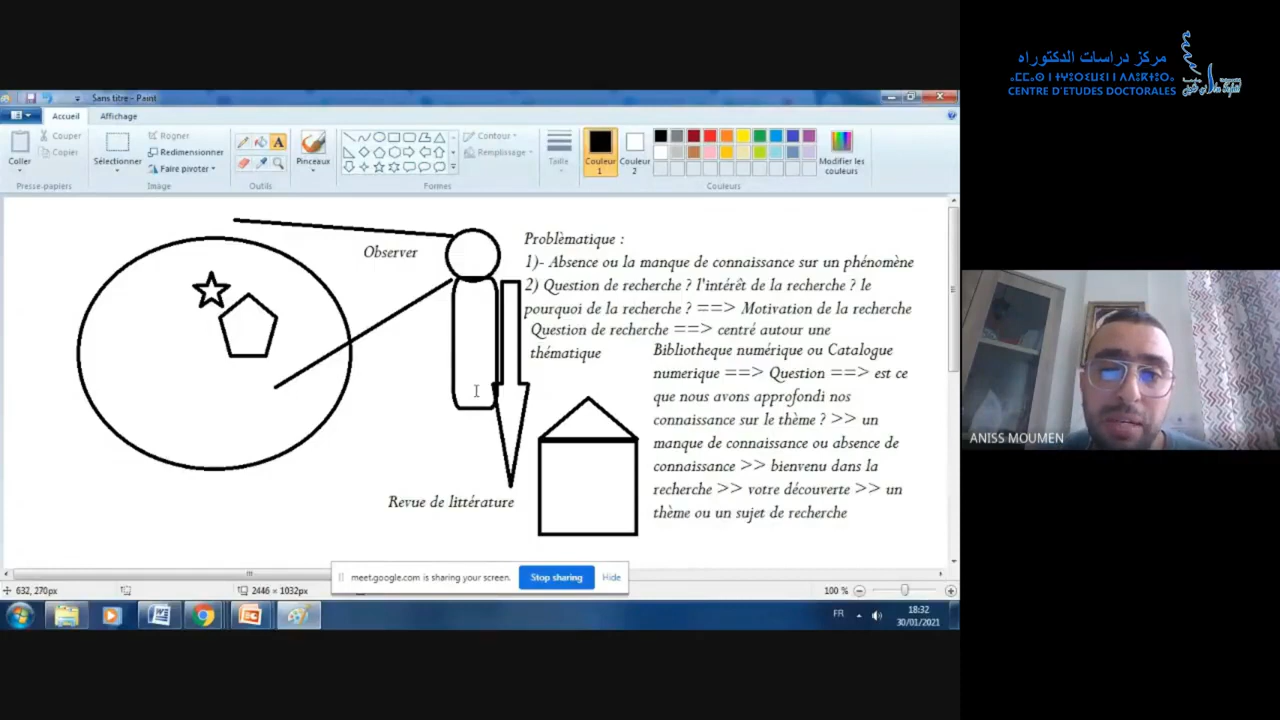 Sans titre - Paint
Accueil
Affichage
Coller
Couper
Copier
Presse-papiers
Sélectionner
Rogner
Redimensionner
Faire pivoter
Image
Outils
Pinceaux
Formes
Contour
Remplissage
Taille
Couleur
1
Couleur
2
Modifier les
couleurs
Couleurs
Observer
Problèmatique :
1)- Absence ou la manque de connaissance sur un phénomène
2) Question de recherche ? l'intérêt de la recherche ? le
pourquoi de la recherche ? ==> Motivation de la recherche
Question de recherche ==> centré autour une
thématique
Bibliotheque numérique ou Catalogue
numerique ==> Question ==> est ce
que nous avons approfondi nos
connaissance sur le thème ? >> un
manque de connaissance ou absence de
connaissance >> bienvenu dans la
recherche >> votre découverte >> un
thème ou un sujet de recherche
Revue de littérature
meet.google.com is sharing your screen.
Stop sharing
Hide
632, 270px
2446 × 1032px
100 %
FR
18:32
30/01/2021
مركز دراسات الدكتوراه
CENTRE D'ETUDES DOCTORALES
ANISS MOUMEN